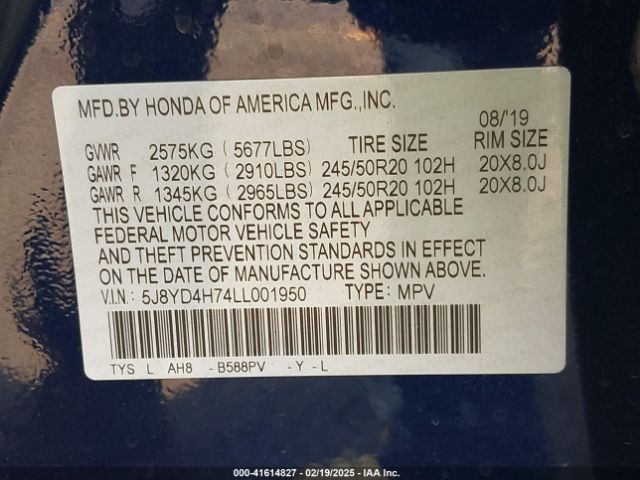 MFD.BY HONDA OF AMERICA MFG.,INC.
08/'19
GVWR 2575KG ( 5677LBS) TIRE SIZE RIM SIZE
GAWR F 1320KG ( 2910LBS) 245/50R20 102H 20X8.0J
GAWR R 1345KG ( 2965LBS) 245/50R20 102H 20X8.0J
THIS VEHICLE CONFORMS TO ALL APPLICABLE
FEDERAL MOTOR VEHICLE SAFETY
AND THEFT PREVENTION STANDARDS IN EFFECT
ON THE DATE OF MANUFACTURE SHOWN ABOVE.
V.I.N.: 5J8YD4H74LL001950 TYPE: MPV
TYS L AH8 - B588PV - Y - L
000-41614827 - 02/19/2025 - IAA Inc.